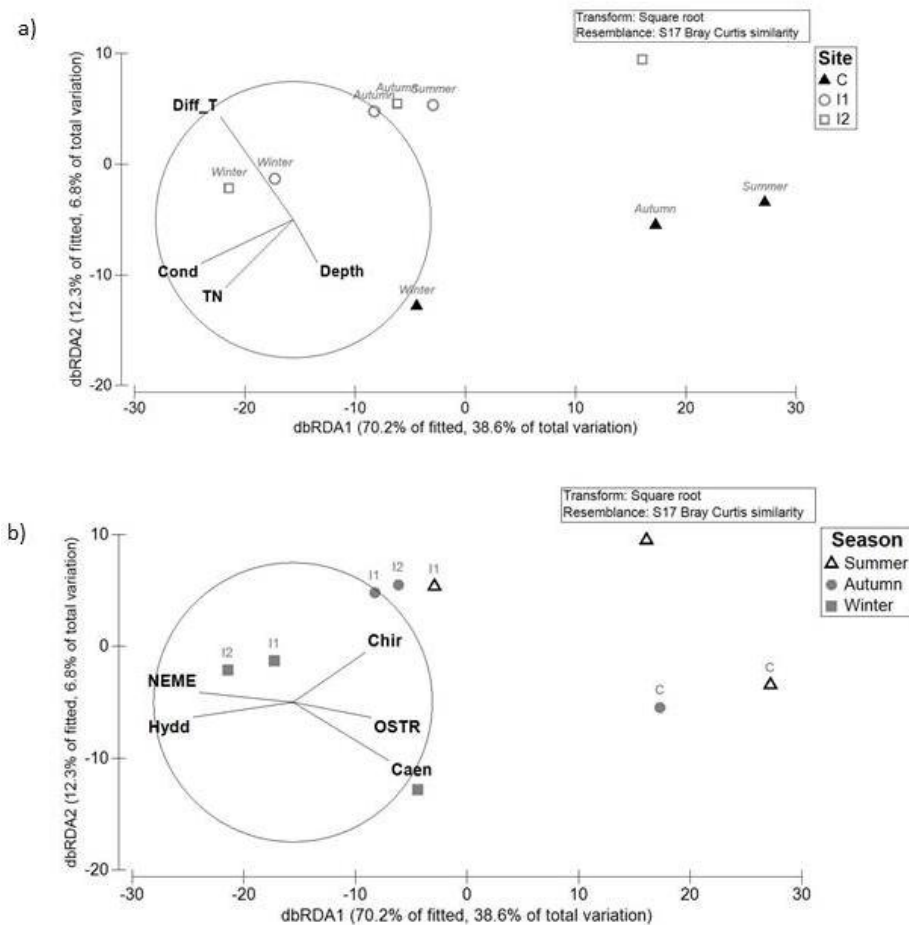 a)
Transform: Square root
Resemblance: S17 Bray Curtis similarity
Site
C
I1
I2
10
0
-10
-20
dbRDA2 (12.3% of fitted, 6.8% of total variation)
Diff_T
Autumn
Autumn
Summer
Winter
Winter
Cond
TN
Depth
Winter
Autumn
Summer
-30
-20
-10
0
10
20
30
dbRDA1 (70.2% of fitted, 38.6% of total variation)
b)
Transform: Square root
Resemblance: S17 Bray Curtis similarity
Season
Summer
Autumn
Winter
10
0
-10
-20
dbRDA2 (12.3% of fitted, 6.8% of total variation)
I1
I2
I1
I2
I1
Chir
NEME
Hydd
OSTR
Caen
C
C
-30
-20
-10
0
10
20
30
dbRDA1 (70.2% of fitted, 38.6% of total variation)